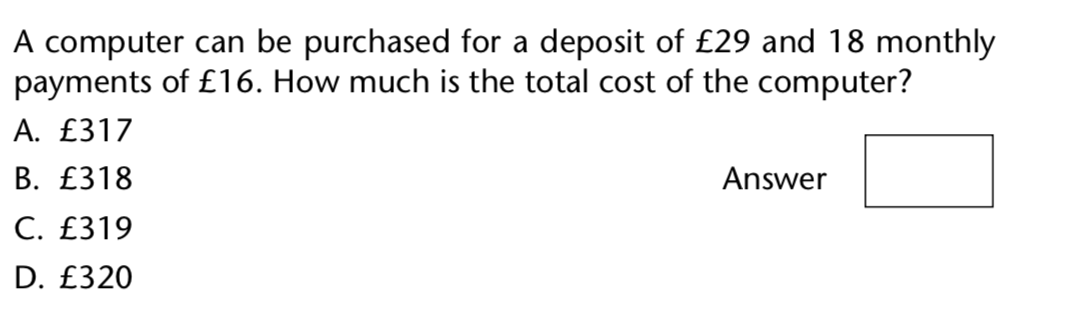 A computer can be purchased for a deposit of £29 and 18 monthly
payments of £16. How much is the total cost of the computer?
A. £317
B. £318
Answer
C. £319
D. £320